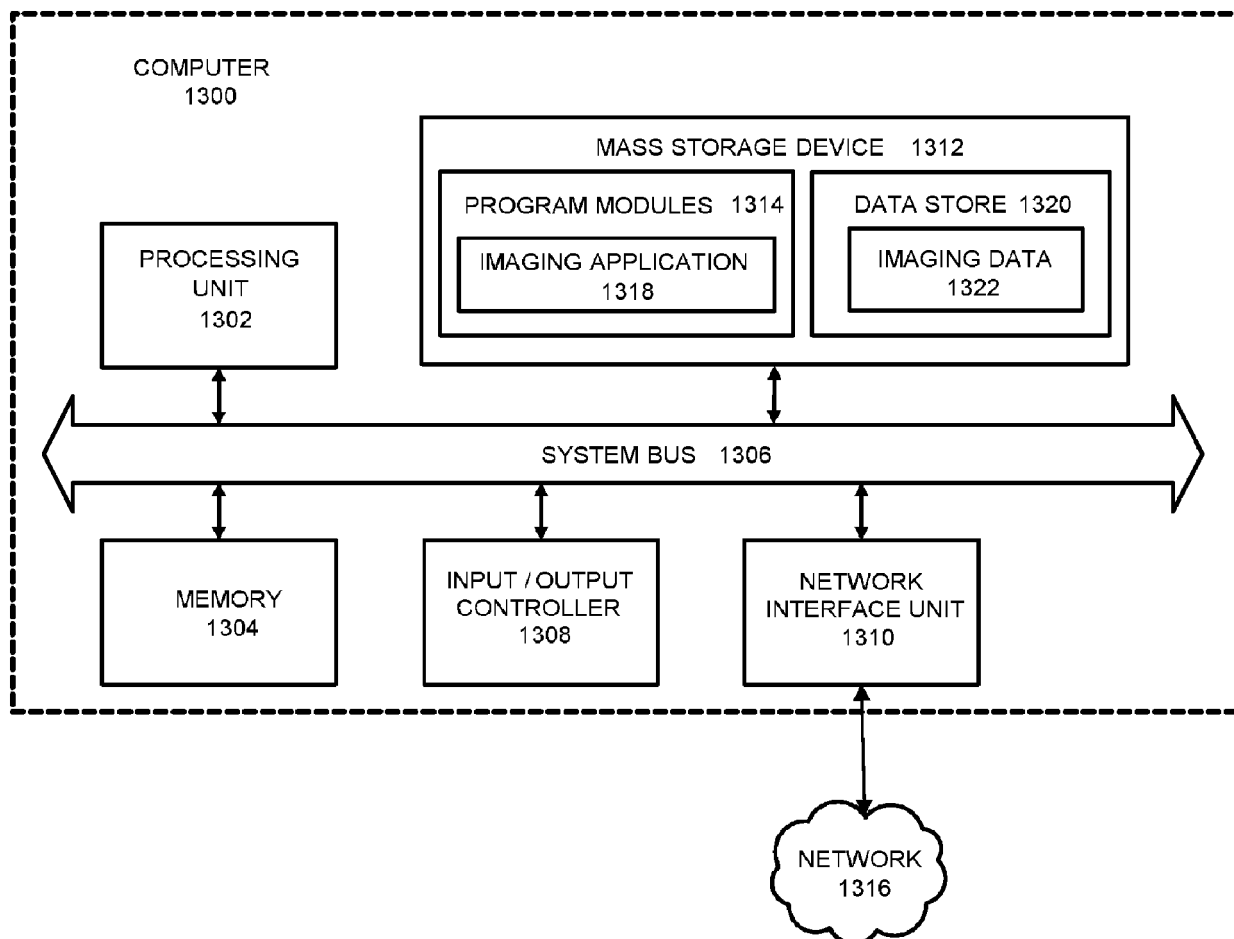 COMPUTER
1300
MASS STORAGE DEVICE 1312
PROGRAM MODULES 1314
IMAGING APPLICATION
1318
DATA STORE 1320
IMAGING DATA
1322
PROCESSING
UNIT
1302
SYSTEM BUS 1306
MEMORY
1304
INPUT / OUTPUT
CONTROLLER
1308
NETWORK
INTERFACE UNIT
1310
NETWORK
1316